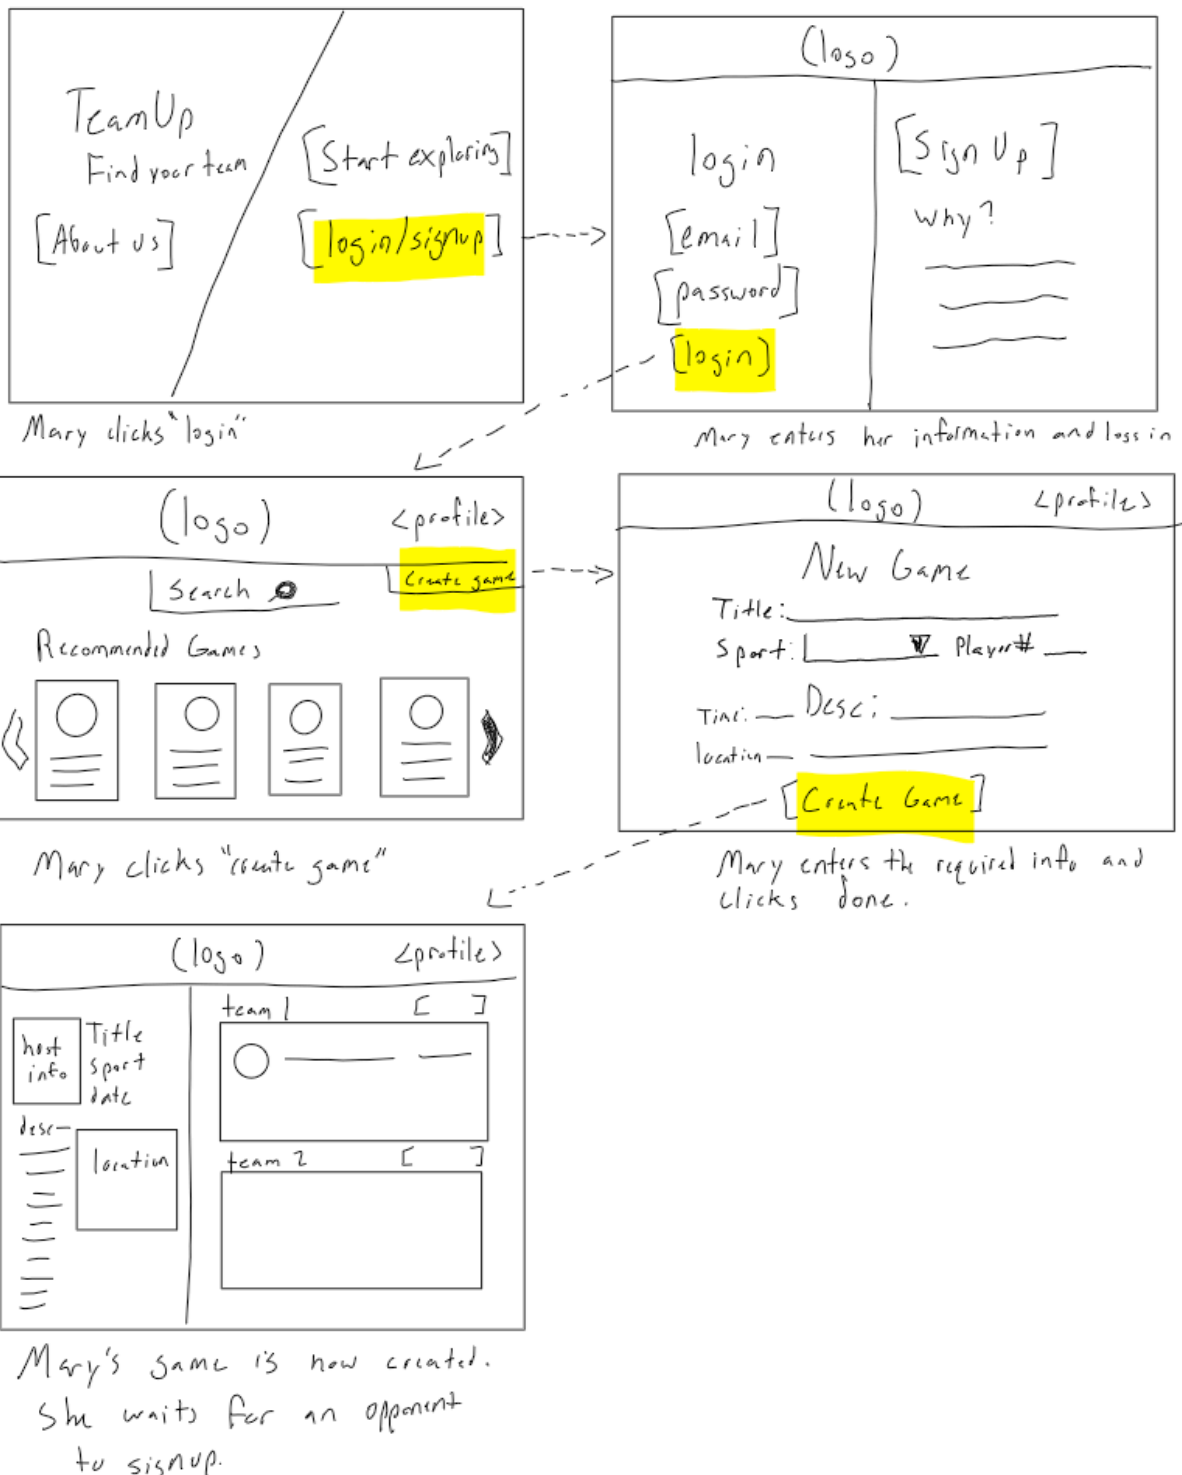 TeamUp
Find your team
[About us]
[Start exploring]
[login/signup]
Mary clicks "login"
(logo)
login
[email]
[password]
[login]
[Sign Up]
Why?
Mary enters her information and logs in
(logo)
<profile>
Search
Create game
Recommended Games
Mary clicks "create game"
(logo)
<profile>
New Game
Title:
Sport:
Player#
Time:
Desc:
location
[Create Game]
Mary enters the required info and
clicks done.
(logo)
<profile>
host
info
Title
sport
date
desc
location
team 1
[ ]
team 2
[ ]
Mary's game is now created.
She waits for an opponent
to signup.